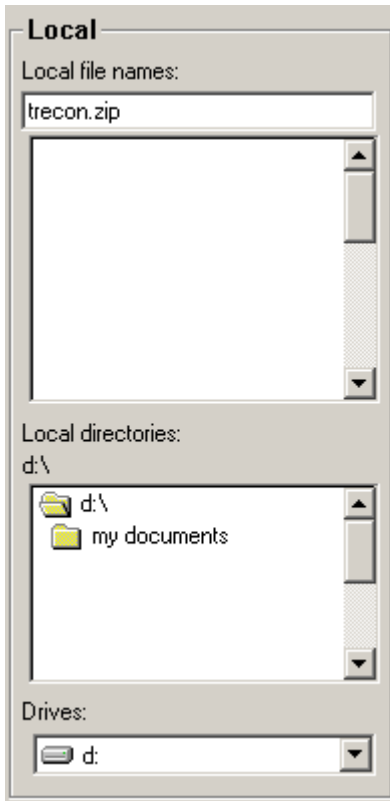 Local
Local file names:
trecon.zip
Local directories:
d:\
d:\
my documents
Drives:
d: